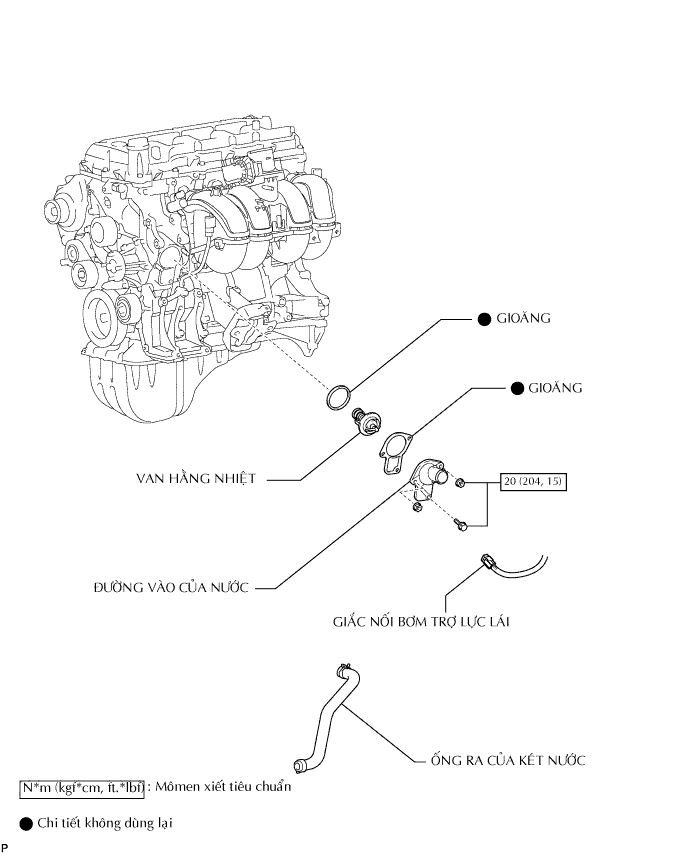 ● GIOĂNG
● GIOĂNG
VAN HẰNG NHIỆT
20 (204, 15)
ĐƯỜNG VÀO CỦA NƯỚC
GIẮC NỐI BƠM TRỢ LỰC LÁI
ỐNG RA CỦA KÉT NƯỚC
N*m (kgf*cm, ft.*lbf) : Mômen xiết tiêu chuẩn
● Chi tiết không dùng lại
P